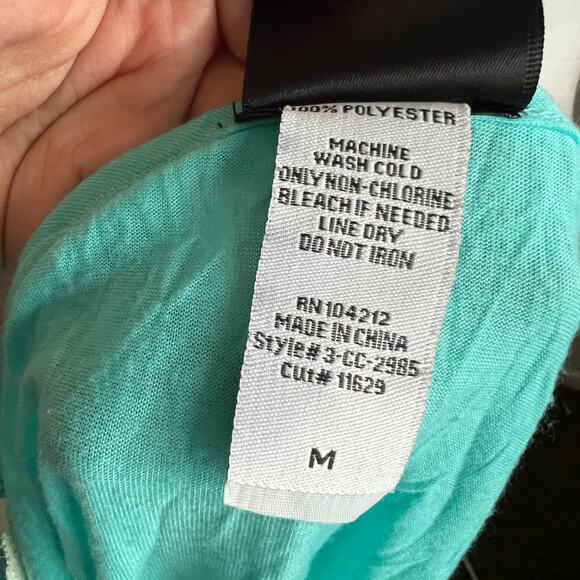 100% POLYESTER
MACHINE
WASH COLD
ONLY NON-CHLORINE
BLEACH IF NEEDED
LINE DRY
DO NOT IRON
RN 104212
MADE IN CHINA
Style# 3-CC-2985
Cut# 11629
M